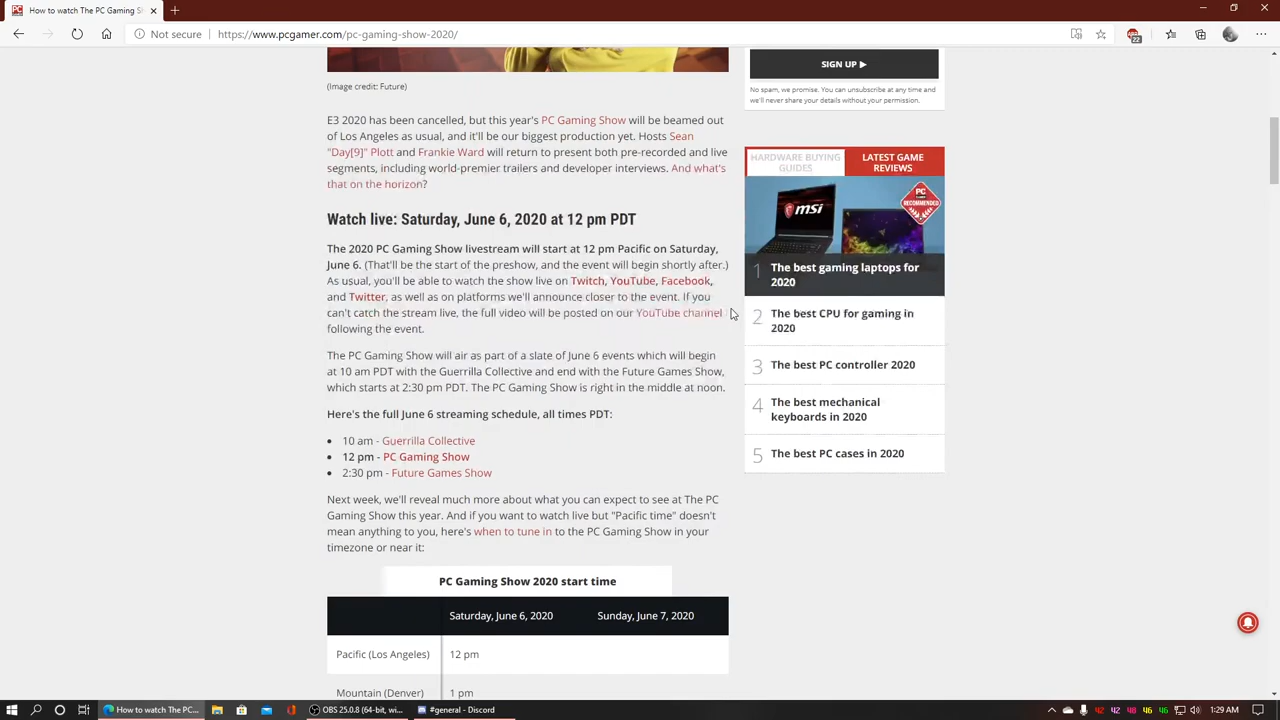 How to watch The PC Gaming Sh
Not secure
https://www.pcgamer.com/pc-gaming-show-2020/
22
(Image credit: Future)
E3 2020 has been cancelled, but this year's PC Gaming Show will be beamed out
of Los Angeles as usual, and it'll be our biggest production yet. Hosts Sean
"Day[9]" Plott and Frankie Ward will return to present both pre-recorded and live
segments, including world-premier trailers and developer interviews. And what's
that on the horizon?
Watch live: Saturday, June 6, 2020 at 12 pm PDT
The 2020 PC Gaming Show livestream will start at 12 pm Pacific on Saturday,
June 6. (That'll be the start of the preshow, and the event will begin shortly after.)
As usual, you'll be able to watch the show live on Twitch, YouTube, Facebook,
and Twitter, as well as on platforms we'll announce closer to the event. If you
can't catch the stream live, the full video will be posted on our YouTube channel
following the event.
The PC Gaming Show will air as part of a slate of June 6 events which will begin
at 10 am PDT with the Guerrilla Collective and end with the Future Games Show,
which starts at 2:30 pm PDT. The PC Gaming Show is right in the middle at noon.
Here's the full June 6 streaming schedule, all times PDT:
10 am - Guerrilla Collective
12 pm - PC Gaming Show
2:30 pm - Future Games Show
Next week, we'll reveal much more about what you can expect to see at The PC
Gaming Show this year. And if you want to watch live but "Pacific time" doesn't
mean anything to you, here's when to tune in to the PC Gaming Show in your
timezone or near it:
PC Gaming Show 2020 start time
Saturday, June 6, 2020 Sunday, June 7, 2020
Pacific (Los Angeles) 12 pm
Mountain (Denver) 1 pm
SIGN UP ▶
No spam, we promise. You can unsubscribe at any time and
we'll never share your details without your permission.
HARDWARE BUYING
GUIDES
LATEST GAME
REVIEWS
msi
PC
RECOMMENDED
1 The best gaming laptops for
2020
2 The best CPU for gaming in
2020
3 The best PC controller 2020
4 The best mechanical
keyboards in 2020
5 The best PC cases in 2020
How to watch The PC...
OBS 25.0.8 (64-bit, wi...
#general - Discord
1:29 AM